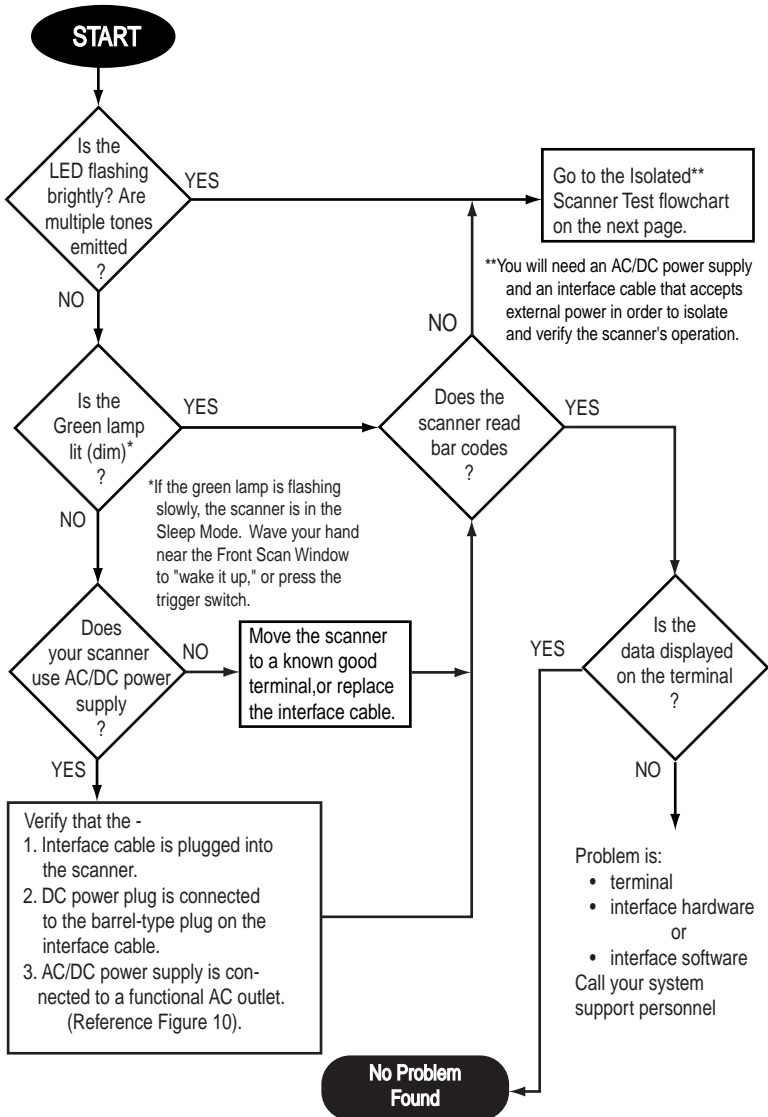 START
Is the
LED flashing
brightly? Are
multiple tones
emitted
?
YES
Go to the Isolated**
Scanner Test flowchart
on the next page.
**You will need an AC/DC power supply
and an interface cable that accepts
external power in order to isolate
and verify the scanner's operation.
NO
NO
Is the
Green lamp
lit (dim)*
?
YES
Does the
scanner read
bar codes
?
YES
*If the green lamp is flashing
slowly, the scanner is in the
Sleep Mode. Wave your hand
near the Front Scan Window
to "wake it up," or press the
trigger switch.
NO
Does
your scanner
use AC/DC power
supply
?
NO
Move the scanner
to a known good
terminal,or replace
the interface cable.
YES
Is the
data displayed
on the terminal
?
YES
NO
Verify that the -
1. Interface cable is plugged into
the scanner.
2. DC power plug is connected
to the barrel-type plug on the
interface cable.
3. AC/DC power supply is con-
nected to a functional AC outlet.
(Reference Figure 10).
Problem is:
• terminal
• interface hardware
or
• interface software
Call your system
support personnel
No Problem
Found